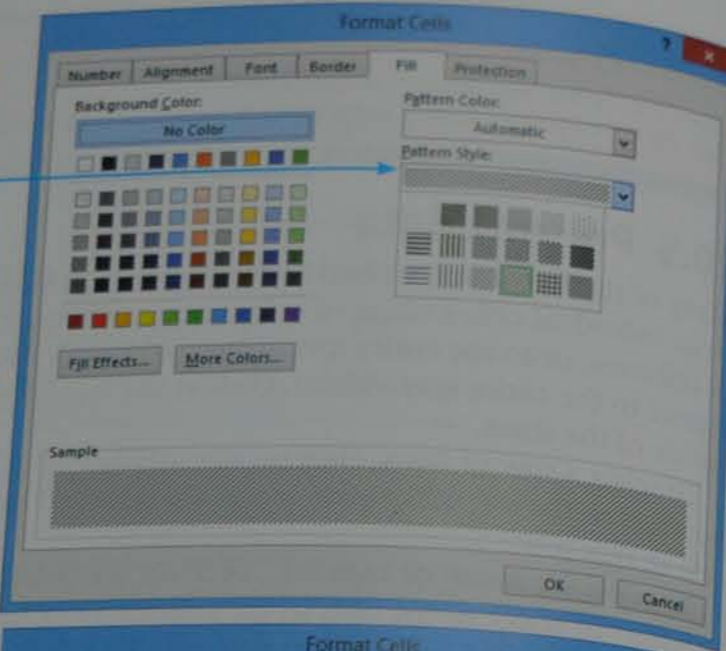 Format Cells
?
Number Alignment Font Border Fill Protection
Background Color:
No Color
Pattern Color:
Automatic
Pattern Style:
Fill Effects...
More Colors...
Sample
OK
Cancel
Format Cells